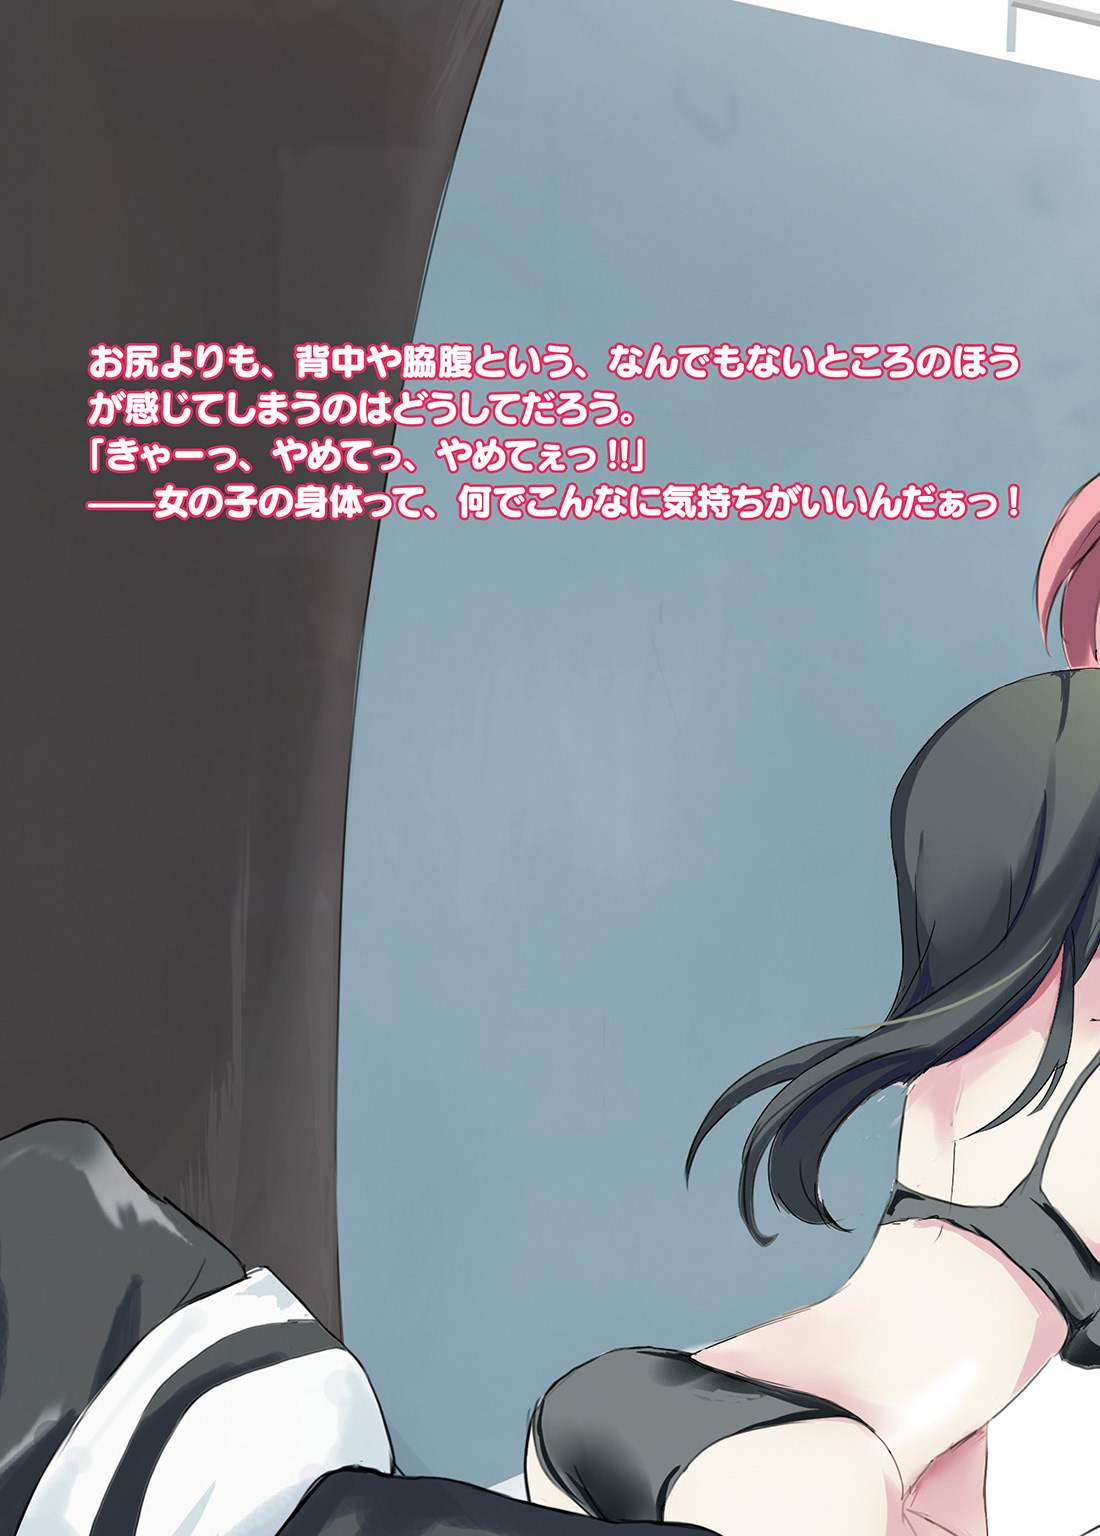 お尻よりも、背中や脇腹という、なんでもないところのほう
が感じてしまうのはどうしてだろう。
「きゃーっ、やめてっ、やめてぇっ!!」
――女の子の身体って、何でこんなに気持ちがいいんだぁっ！